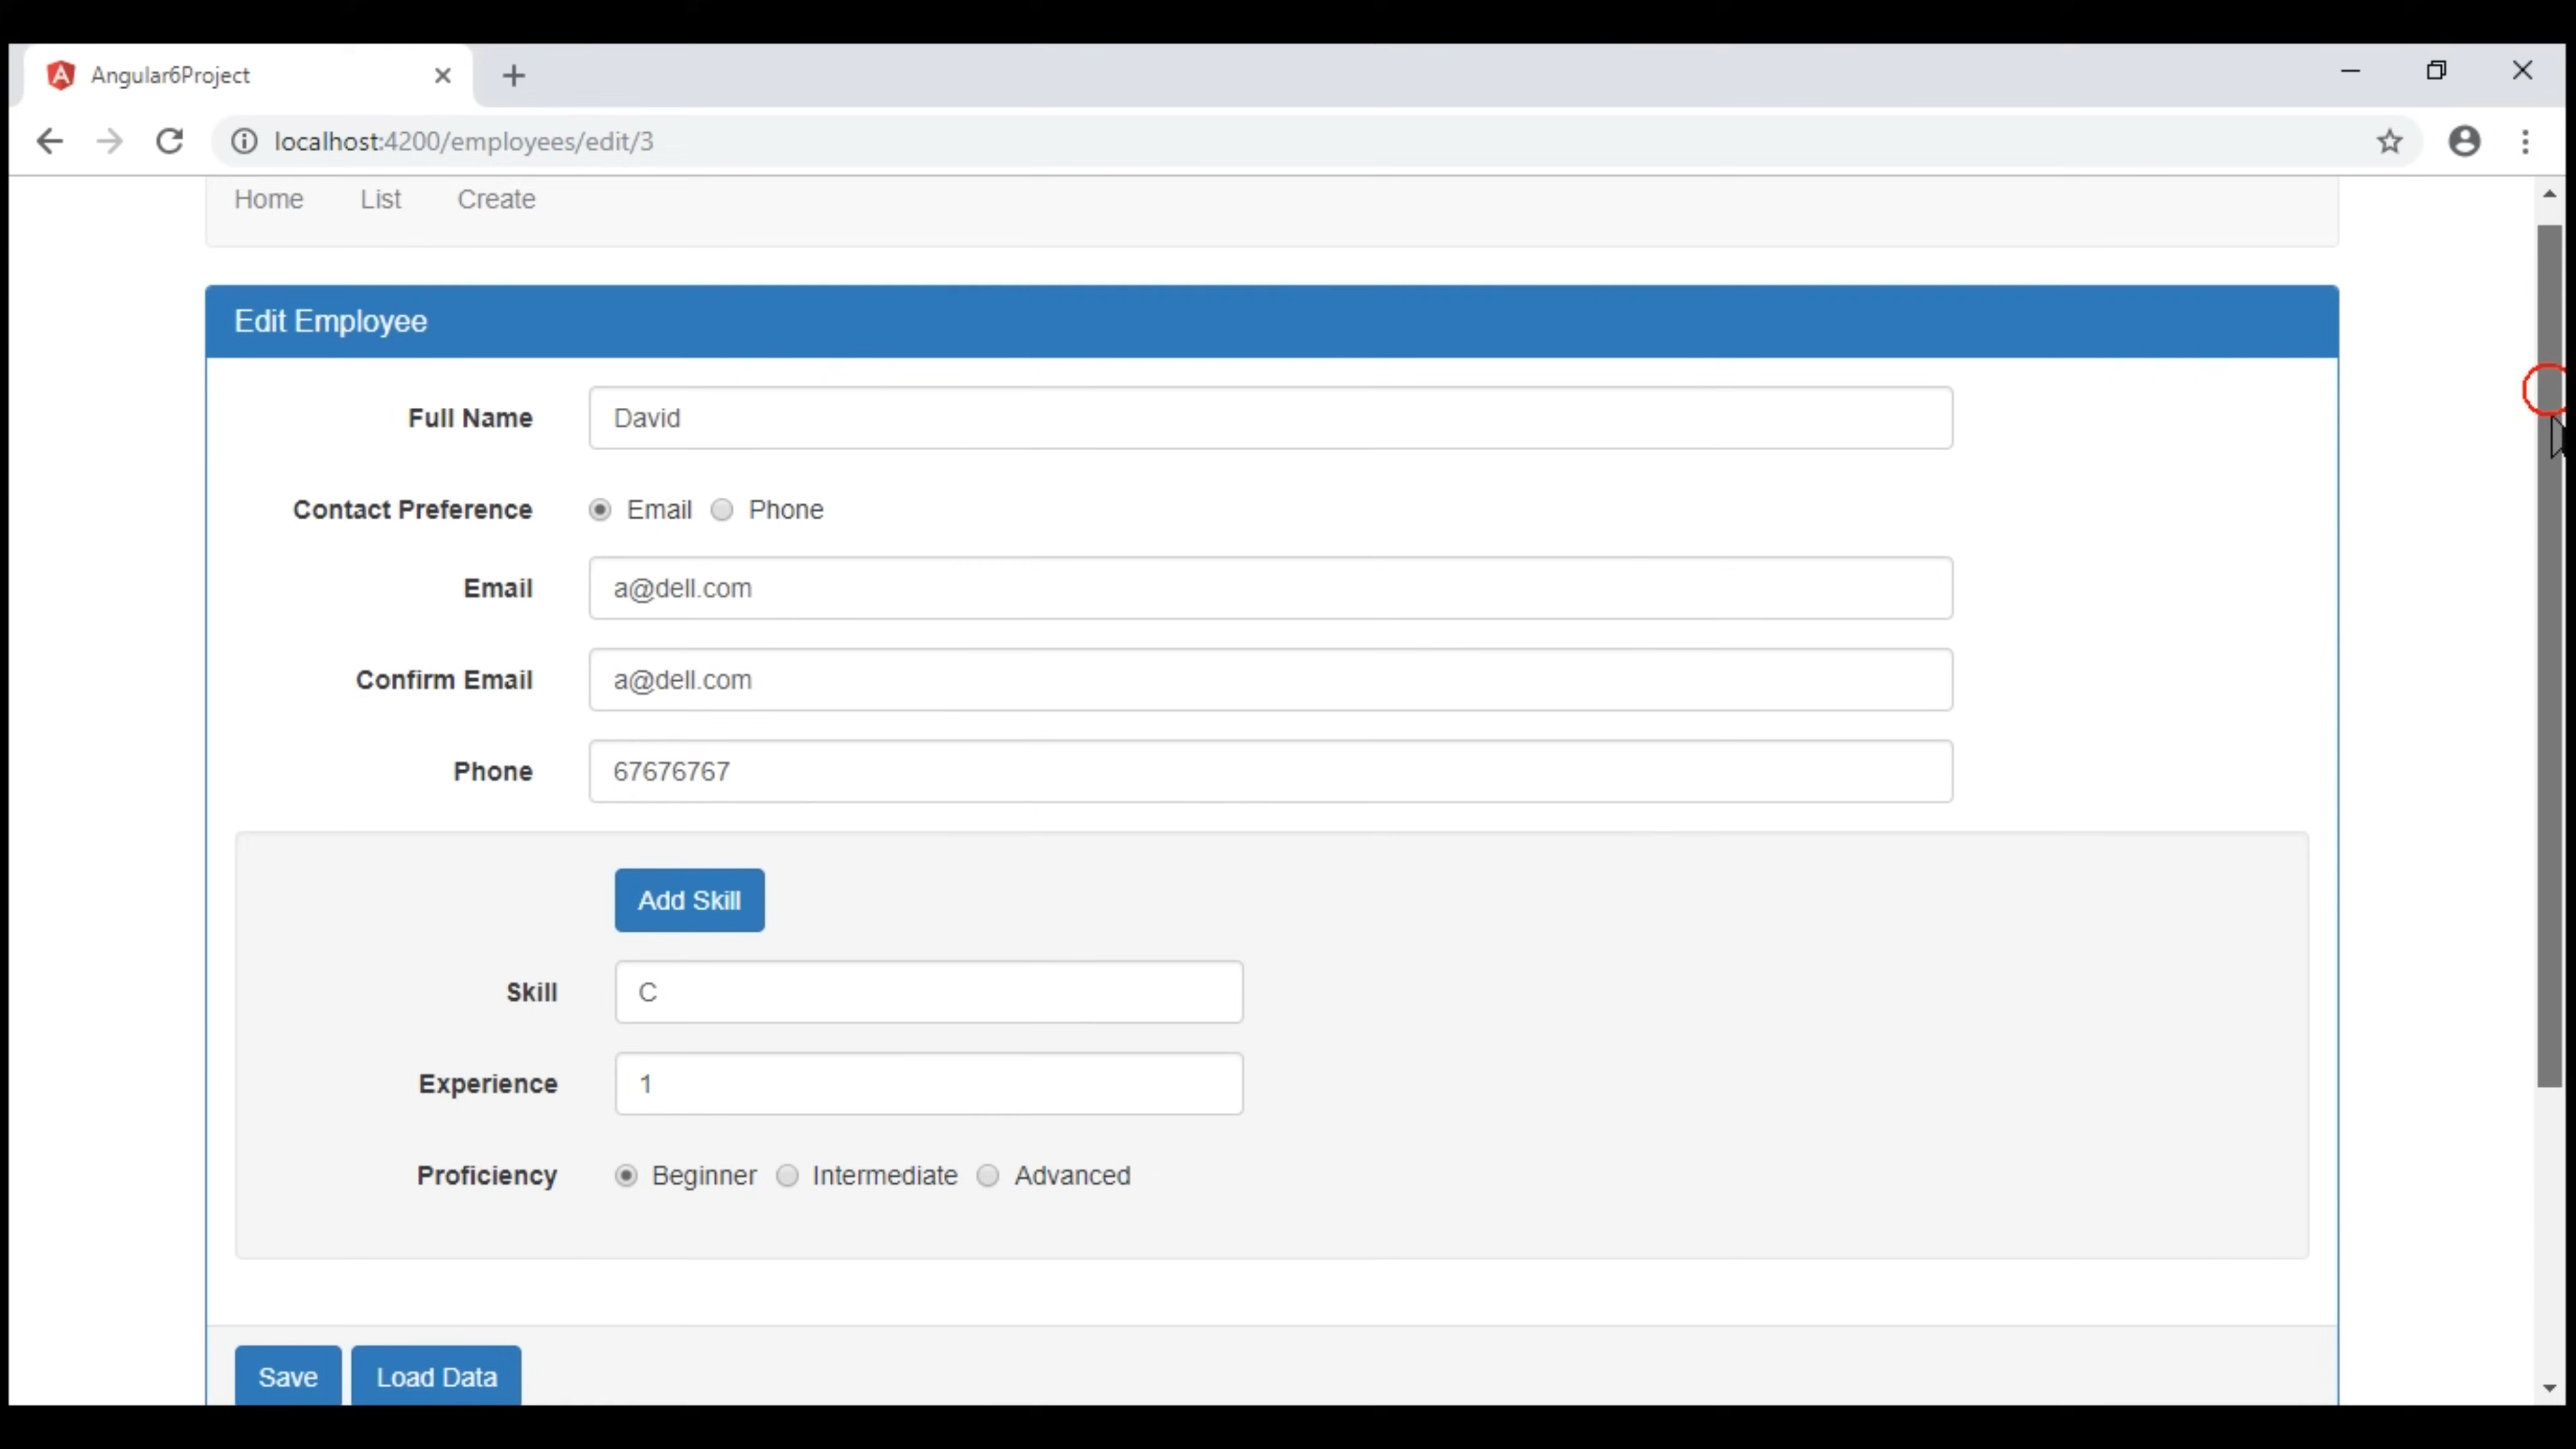 Angular6Project
localhost:4200/employees/edit/3
Home List Create
Edit Employee
Full Name David
Contact Preference Email Phone
Email a@dell.com
Confirm Email a@dell.com
Phone 67676767
Add Skill
Skill C
Experience 1
Proficiency Beginner Intermediate Advanced
Save Load Data